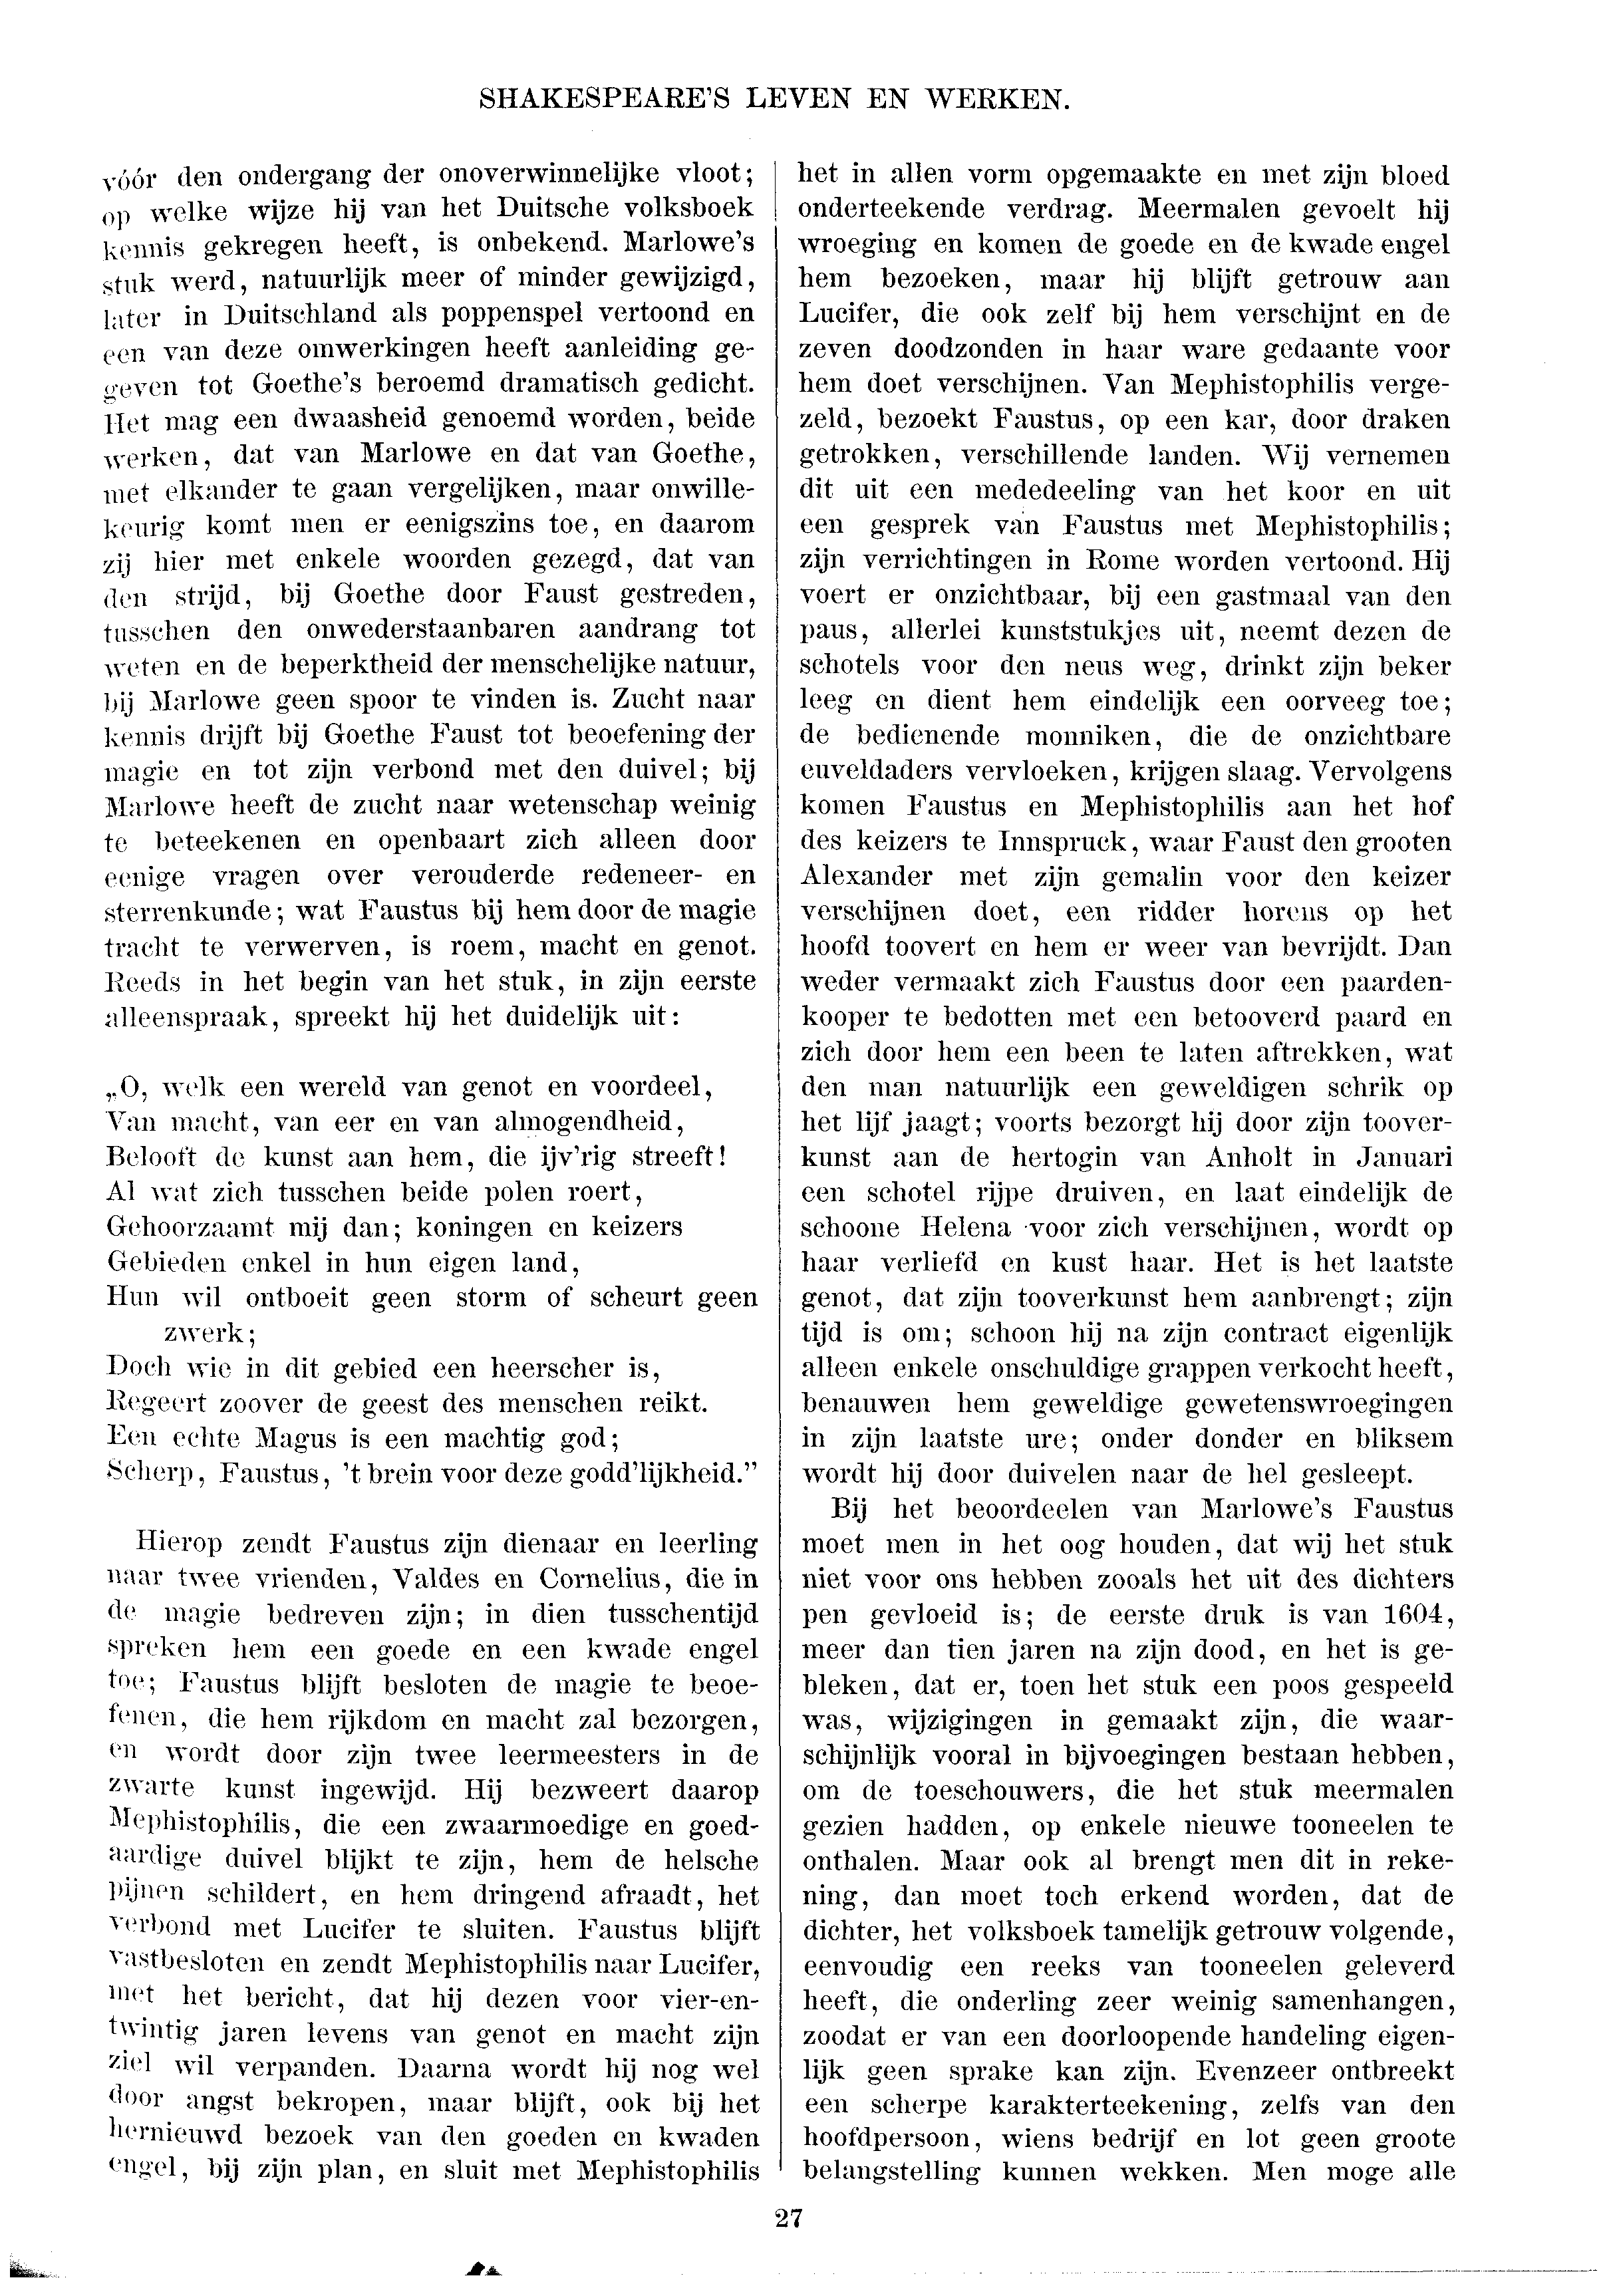 SHAKESPEARE'S LEVEN EN WERKEN.
vóór den ondergang der onoverwinnelijke vloot;
op welke wijze hij van het Duitsche volksboek
kennis gekregen heeft, is onbekend. Marlowe's
stuk werd, natuurlijk meer of minder gewijzigd,
later in Duitschland als poppenspel vertoond en
een van deze omwerkingen heeft aanleiding ge-
geven tot Goethe's beroemd dramatisch gedicht.
Het mag een dwaasheid genoemd worden, beide
werken, dat van Marlowe en dat van Goethe,
met elkander te gaan vergelijken, maar onwille-
keurig komt men er eenigszins toe, en daarom
zij hier met enkele woorden gezegd, dat van
den strijd, bij Goethe door Faust gestreden,
tusschen den onwederstaanbaren aandrang tot
weten en de beperktheid der menschelijke natuur,
bij Marlowe geen spoor te vinden is. Zucht naar
kennis drijft bij Goethe Faust tot beoefening der
magie en tot zijn verbond met den duivel; bij
Marlowe heeft de zucht naar wetenschap weinig
te beteekenen en openbaart zich alleen door
eenige vragen over verouderde redeneer- en
sterrenkunde; wat Faustus bij hem door de magie
tracht te verwerven, is roem, macht en genot.
Reeds in het begin van het stuk, in zijn eerste
alleenspraak, spreekt hij het duidelijk uit:
„O, welk een wereld van genot en voordeel,
Van macht, van eer en van almogendheid,
Belooft de kunst aan hem, die ijv'rig streeft!
Al wat zich tusschen beide polen roert,
Gehoorzaamt mij dan; koningen en keizers
Gebieden enkel in hun eigen land,
Hun wil ontboeit geen storm of scheurt geen
zwerk;
Doch wie in dit gebied een heerscher is,
Regeert zoover de geest des menschen reikt.
Een echte Magus is een machtig god;
Scherp, Faustus, 't brein voor deze godd'lijkheid.”
Hierop zendt Faustus zijn dienaar en leerling
naar twee vrienden, Valdes en Cornelius, die in
de magie bedreven zijn; in dien tusschentijd
spreken hem een goede en een kwade engel
toe; Faustus blijft besloten de magie te beoe-
fenen, die hem rijkdom en macht zal bezorgen,
en wordt door zijn twee leermeesters in de
zwarte kunst ingewijd. Hij bezweert daarop
Mephistophilis, die een zwaarmoedige en goed-
aardige duivel blijkt te zijn, hem de helsche
pijnen schildert, en hem dringend afraadt, het
verbond met Lucifer te sluiten. Faustus blijft
vastbesloten en zendt Mephistophilis naar Lucifer,
met het bericht, dat hij dezen voor vier-en-
twintig jaren levens van genot en macht zijn
ziel wil verpanden. Daarna wordt hij nog wel
door angst bekropen, maar blijft, ook bij het
hernieuwd bezoek van den goeden en kwaden
engel, bij zijn plan, en sluit met Mephistophilis
het in allen vorm opgemaakte en met zijn bloed
onderteekende verdrag. Meermalen gevoelt hij
wroeging en komen de goede en de kwade engel
hem bezoeken, maar hij blijft getrouw aan
Lucifer, die ook zelf bij hem verschijnt en de
zeven doodzonden in haar ware gedaante voor
hem doet verschijnen. Van Mephistophilis verge-
zeld, bezoekt Faustus, op een kar, door draken
getrokken, verschillende landen. Wij vernemen
dit uit een mededeeling van het koor en uit
een gesprek van Faustus met Mephistophilis;
zijn verrichtingen in Rome worden vertoond. Hij
voert er onzichtbaar, bij een gastmaal van den
paus, allerlei kunststukjes uit, neemt dezen de
schotels voor den neus weg, drinkt zijn beker
leeg en dient hem eindelijk een oorveeg toe;
de bedienende monniken, die de onzichtbare
euveldaders vervloeken, krijgen slaag. Vervolgens
komen Faustus en Mephistophilis aan het hof
des keizers te Innspruck, waar Faust den grooten
Alexander met zijn gemalin voor den keizer
verschijnen doet, een ridder horens op het
hoofd toovert en hem er weer van bevrijdt. Dan
weder vermaakt zich Faustus door een paarden-
kooper te bedotten met een betooverd paard en
zich door hem een been te laten aftrekken, wat
den man natuurlijk een geweldigen schrik op
het lijf jaagt; voorts bezorgt hij door zijn toover-
kunst aan de hertogin van Anholt in Januari
een schotel rijpe druiven, en laat eindelijk de
schoone Helena voor zich verschijnen, wordt op
haar verliefd en kust haar. Het is het laatste
genot, dat zijn tooverkunst hem aanbrengt; zijn
tijd is om; schoon hij na zijn contract eigenlijk
alleen enkele onschuldige grappen verkocht heeft,
benauwen hem geweldige gewetenswroegingen
in zijn laatste ure; onder donder en bliksem
wordt hij door duivelen naar de hel gesleept.
Bij het beoordeelen van Marlowe's Faustus
moet men in het oog houden, dat wij het stuk
niet voor ons hebben zooals het uit des dichters
pen gevloeid is; de eerste druk is van 1604,
meer dan tien jaren na zijn dood, en het is ge-
bleken, dat er, toen het stuk een poos gespeeld
was, wijzigingen in gemaakt zijn, die waar-
schijnlijk vooral in bijvoegingen bestaan hebben,
om de toeschouwers, die het stuk meermalen
gezien hadden, op enkele nieuwe tooneelen te
onthalen. Maar ook al brengt men dit in reke-
ning, dan moet toch erkend worden, dat de
dichter, het volksboek tamelijk getrouw volgende,
eenvoudig een reeks van tooneelen geleverd
heeft, die onderling zeer weinig samenhangen,
zoodat er van een doorloopende handeling eigen-
lijk geen sprake kan zijn. Evenzeer ontbreekt
een scherpe karakterteekening, zelfs van den
hoofdpersoon, wiens bedrijf en lot geen groote
belangstelling kunnen wekken. Men moge alle
27